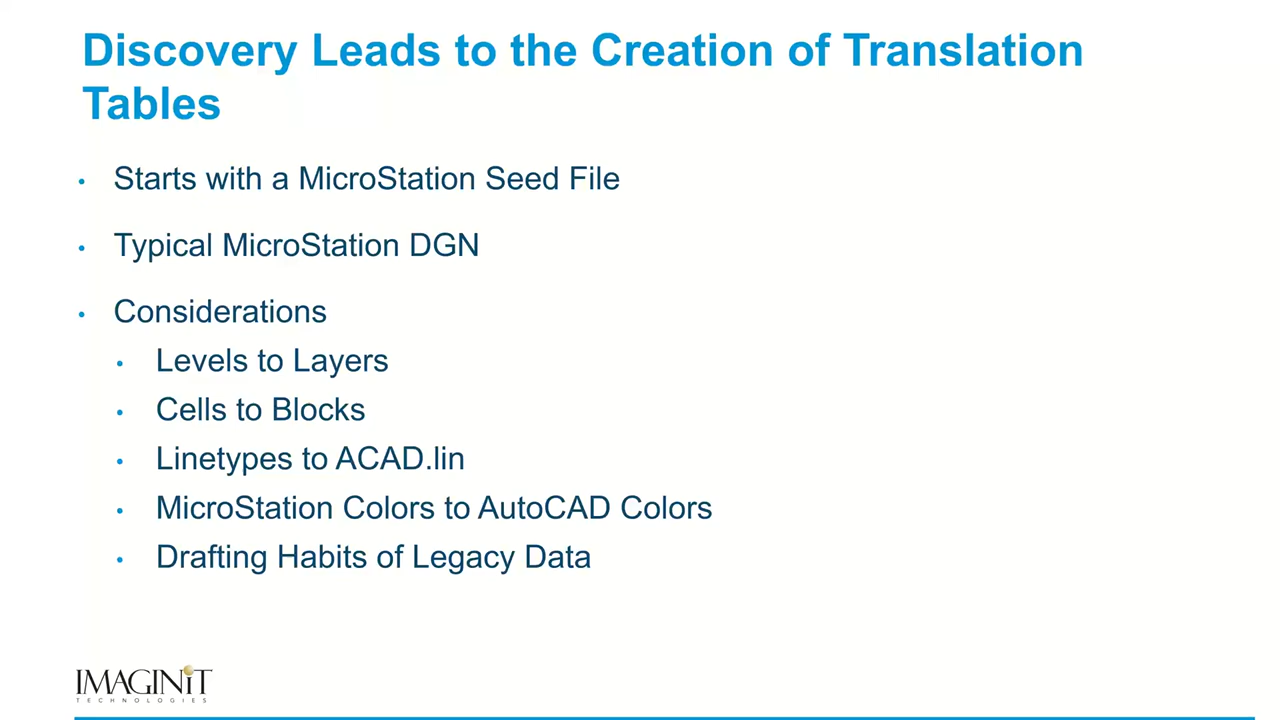 Discovery Leads to the Creation of Translation
Tables
• Starts with a MicroStation Seed File
• Typical MicroStation DGN
• Considerations
• Levels to Layers
• Cells to Blocks
• Linetypes to ACAD.lin
• MicroStation Colors to AutoCAD Colors
• Drafting Habits of Legacy Data
IMAGINiT
TECHNOLOGIES